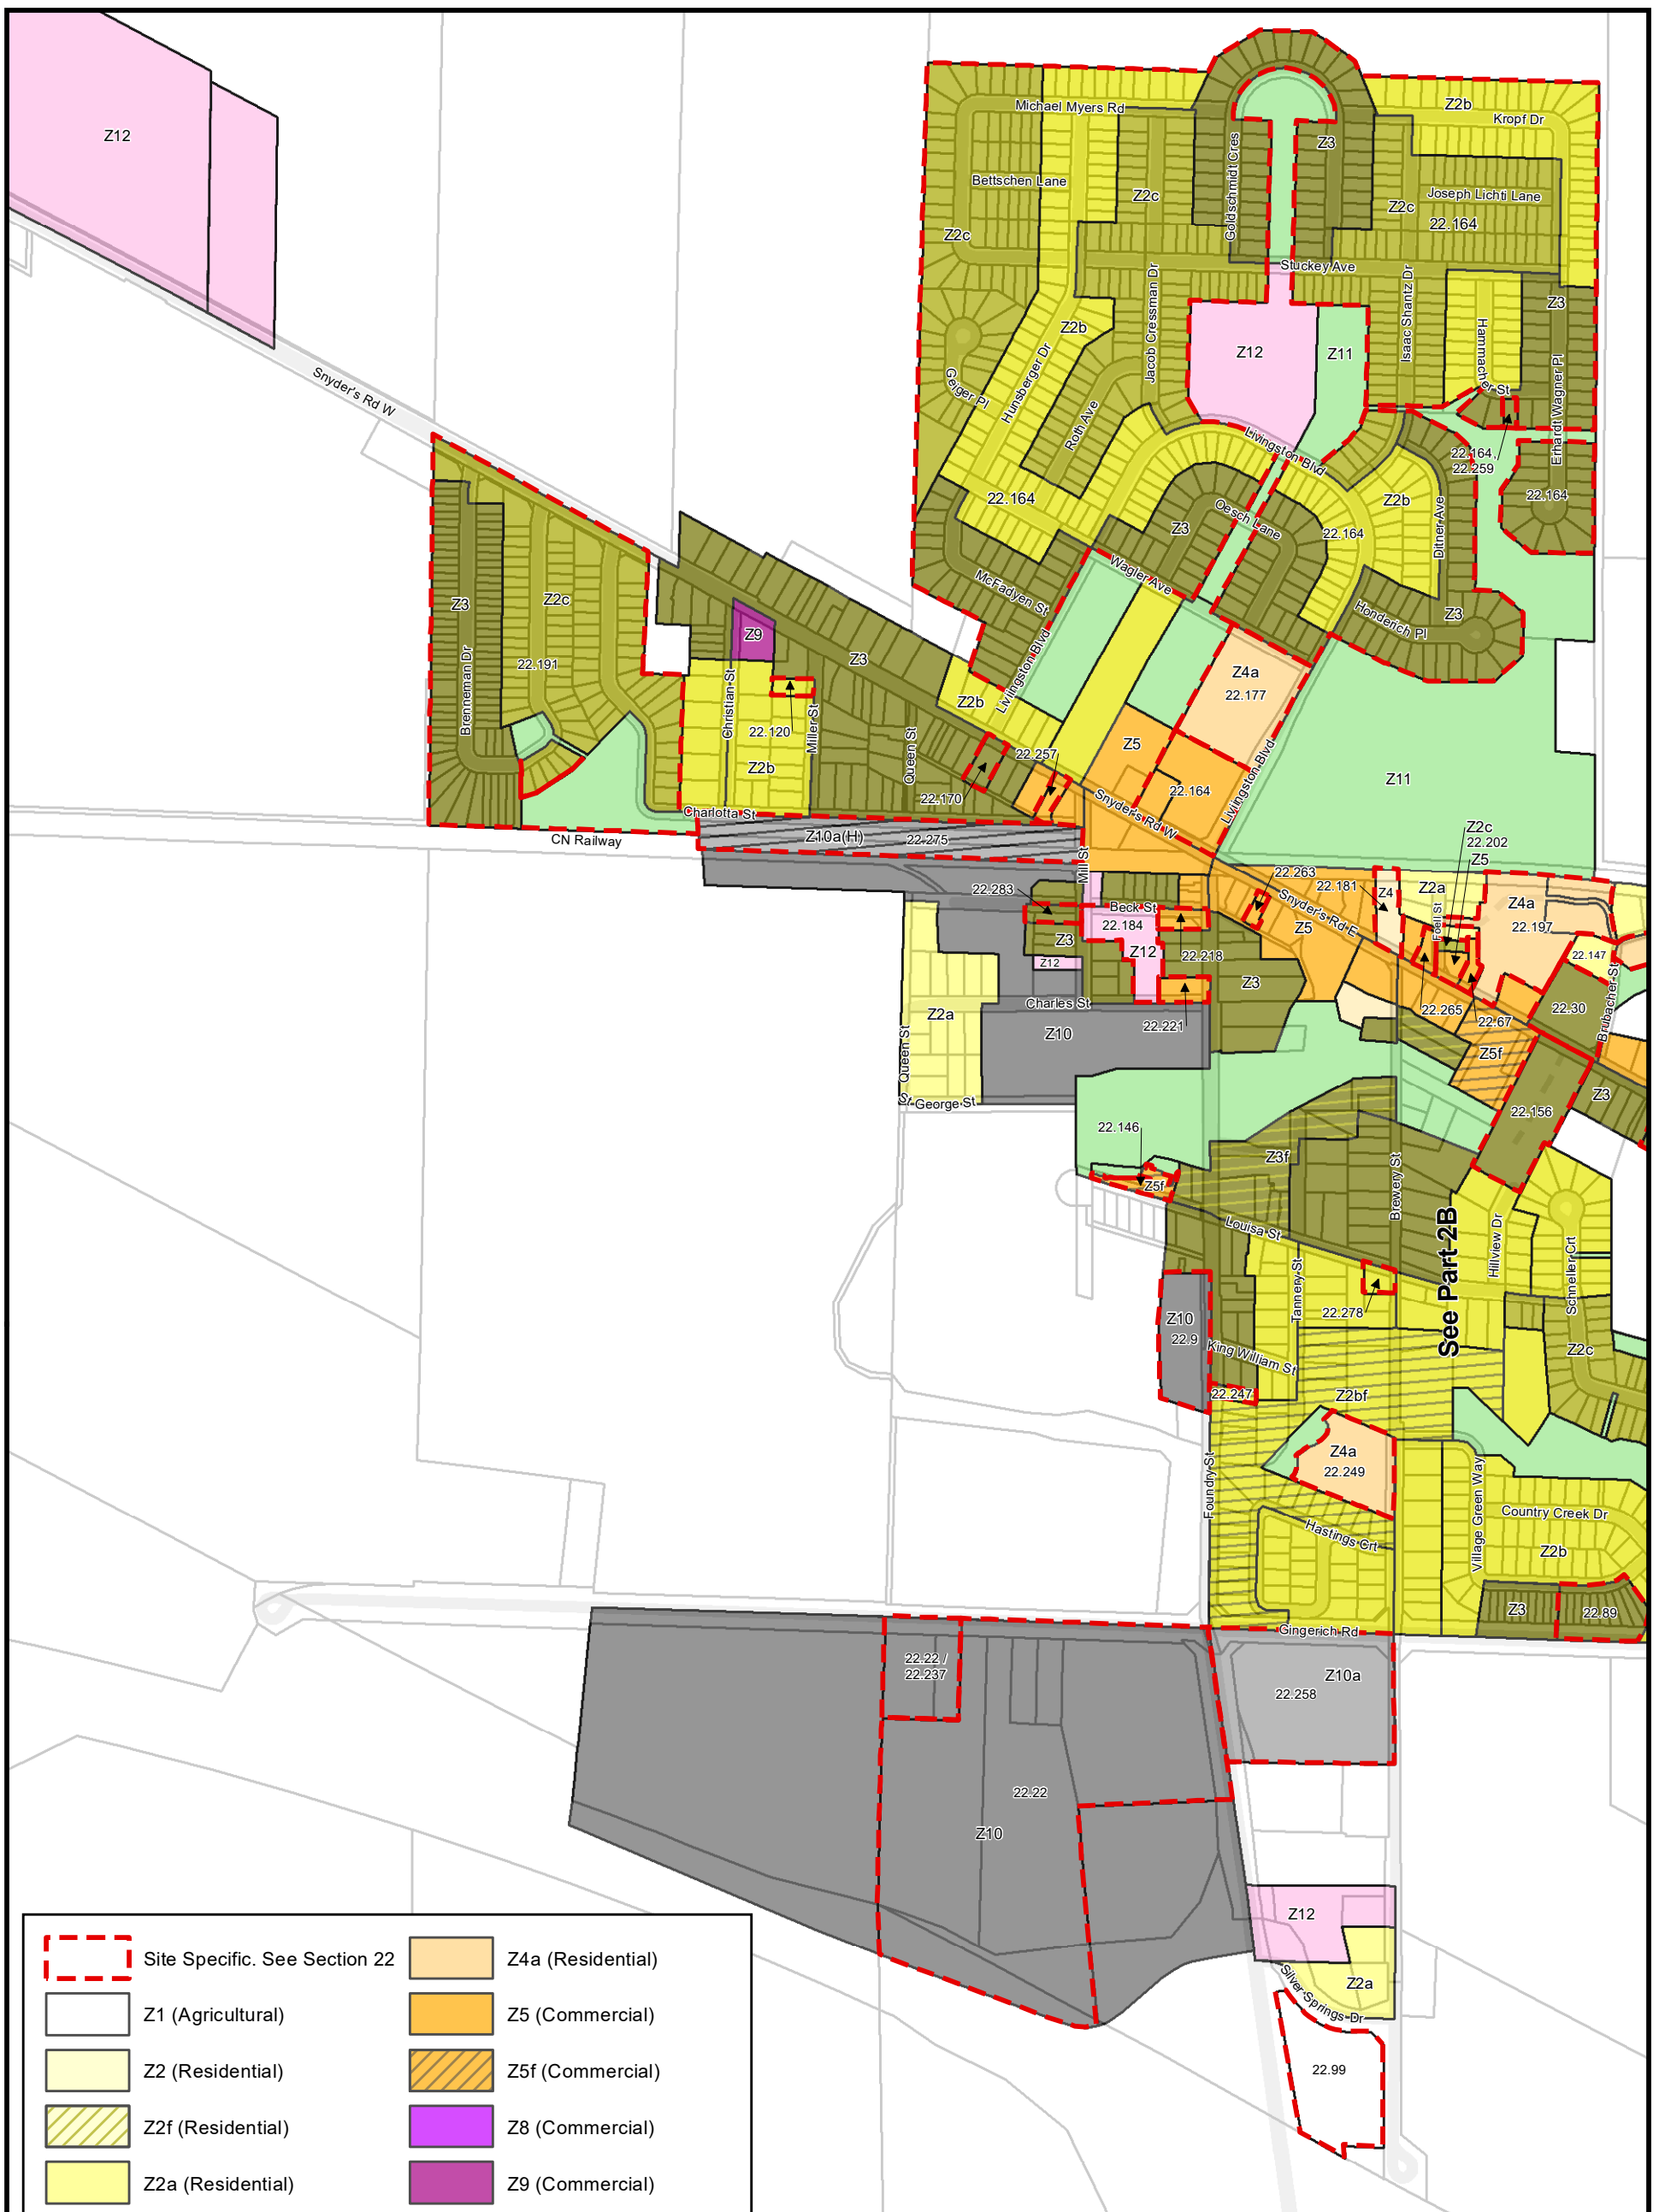 Z12
Snyder's Rd W
Michael Myers Rd
Z2b
Kropf Dr
Goldschmidt Cres
Z3
Bettschen Lane
Z2c
Z2c
Joseph Lichti Lane
22.164
Z2c
Stuckey Ave
Jacob Cressman Dr
Isaac Shantz Dr
Z2b
Z3
Hammacher St
Z12
Z11
Erhardt Wagner Pl
Geiger Pl
Hunsberger Dr
Roth Ave
Livingston Blvd
22.164,
22.259
22.164
22.164
Z2b
Oesch Lane
Z3
22.164
Ditner Ave
Wagler Ave
McFadyen St
Honderich Pl
Z3
Livingston Blvd
Z3
Z2c
22.191
Brenneman Dr
Z9
Z3
Christian St
22.120
Miller St
Z2b
Queen St
Z2b
22.170
22.257
Z4a
22.177
Z5
22.164
Livingston Blvd
Z11
Snyder's Rd W
Charlotta St
CN Railway
Z10a(H)
22.275
Mill St
22.283
Beck St
22.184
Z3
Z12
Z12
22.218
Charles St
22.221
Z10
Z2a
Queen St
St George St
22.263
22.181
Snyder's Rd E
Z5
Z3
Z4
Z2a
Z2c
22.202
Z5
Foell St
Z4a
22.197
22.147
22.265
22.67
22.30
Brubacher St
Z5f
Z3
22.156
22.146
Z5f
Z3f
Louisa St
Brewery St
See Part 2B
Hillview Dr
Schneller Crt
Tannery St
22.278
Z10
22.9
King William St
22.247
Z2bf
Z2c
Z4a
22.249
Foundry St
Hastings Crt
Village Green Way
Country Creek Dr
Z2b
Z3
22.89
Gingerich Rd
22.22 /
22.237
Z10a
22.258
22.22
Z10
Z12
Z2a
Silver Springs Dr
22.99
Site Specific. See Section 22
Z1 (Agricultural)
Z2 (Residential)
Z2f (Residential)
Z2a (Residential)
Z4a (Residential)
Z5 (Commercial)
Z5f (Commercial)
Z8 (Commercial)
Z9 (Commercial)